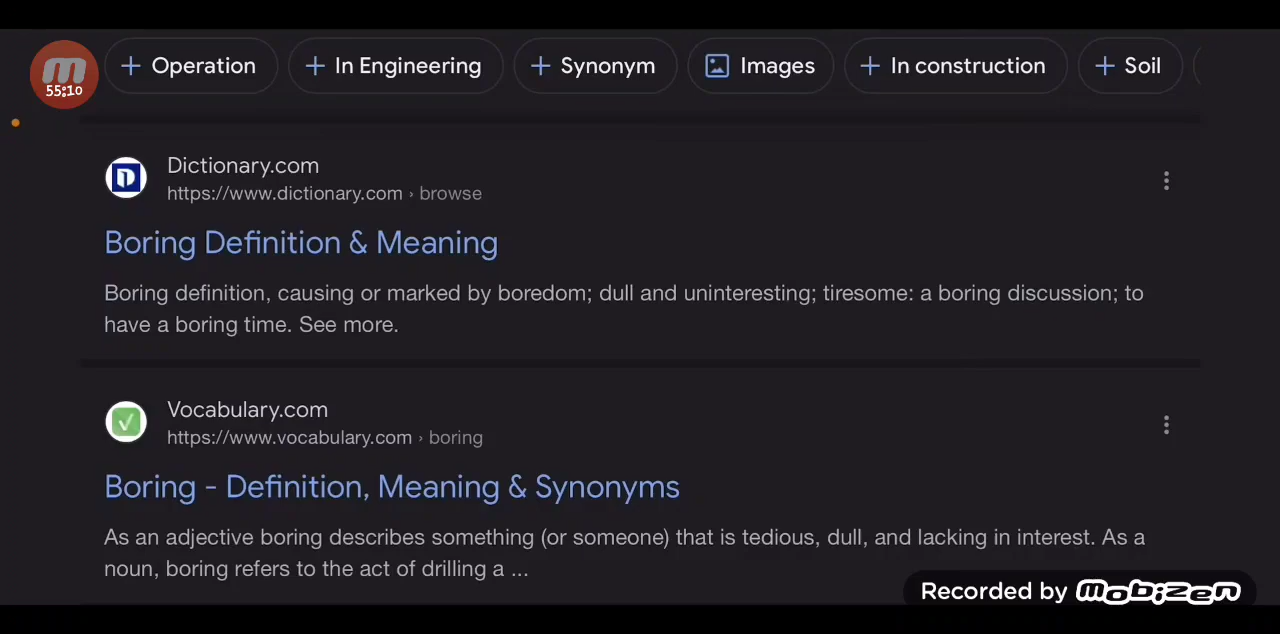 + Operation + In Engineering + Synonym Images + In construction + Soil
55:10
Dictionary.com
https://www.dictionary.com › browse
Boring Definition & Meaning
Boring definition, causing or marked by boredom; dull and uninteresting; tiresome: a boring discussion; to
have a boring time. See more.
Vocabulary.com
https://www.vocabulary.com › boring
Boring - Definition, Meaning & Synonyms
As an adjective boring describes something (or someone) that is tedious, dull, and lacking in interest. As a
noun, boring refers to the act of drilling a ...
Recorded by mobizen